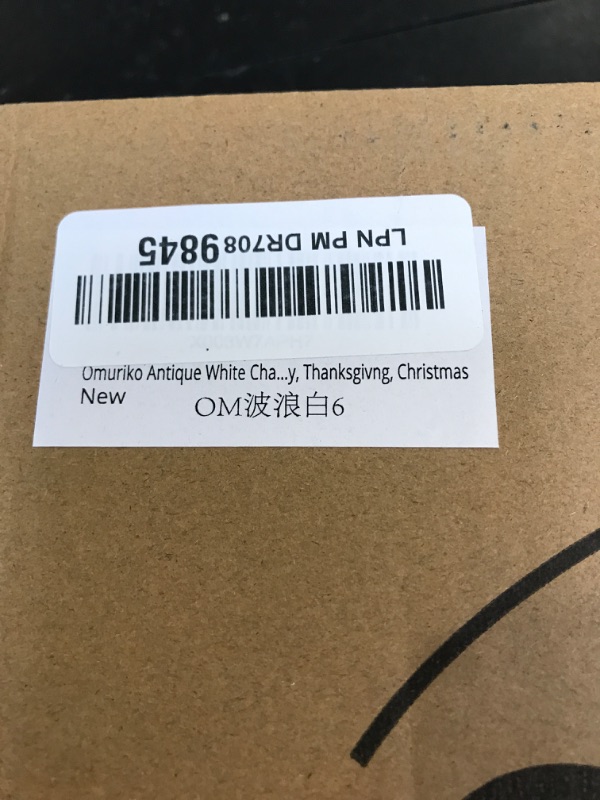 LPN PM DR708 9845
Omuriko Antique White Cha...y, Thanksgivng, Christmas
New
OM波浪白6